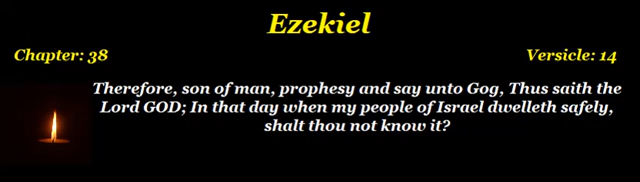 Ezekiel
Chapter: 38
Versicle: 14
Therefore, son of man, prophesy and say unto Gog, Thus saith the
Lord GOD; In that day when my people of Israel dwelleth safely,
shalt thou not know it?